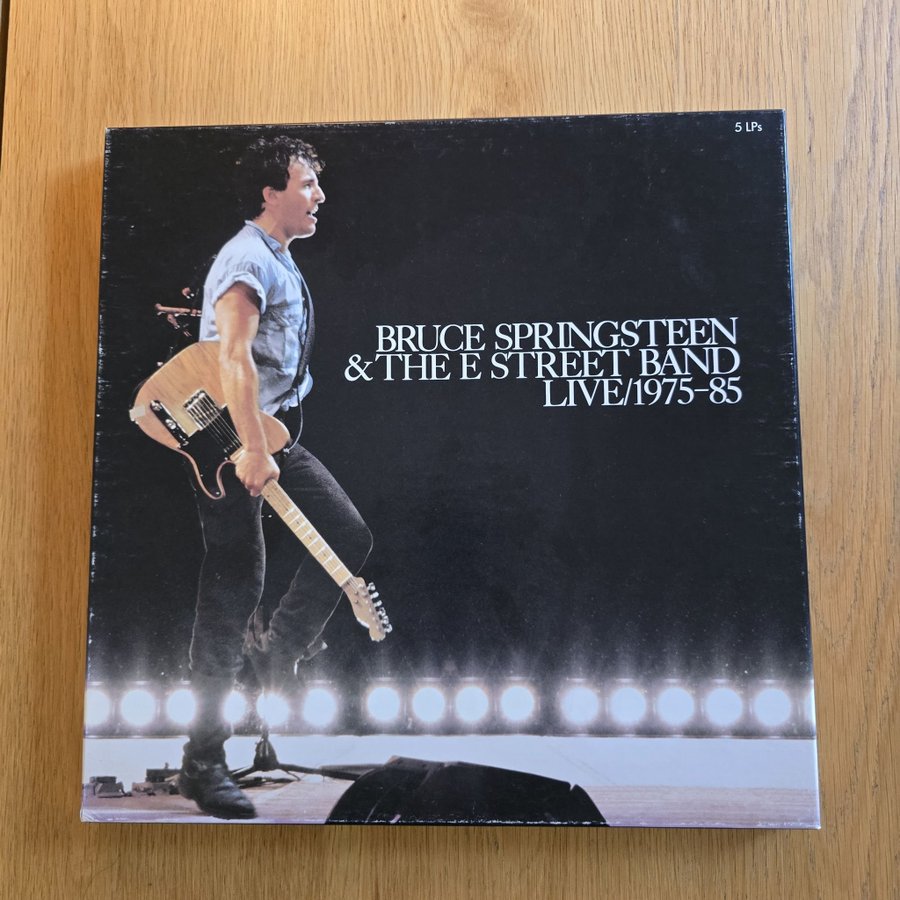 5 LPs
BRUCE SPRINGSTEEN
& THE E STREET BAND
LIVE/1975–85